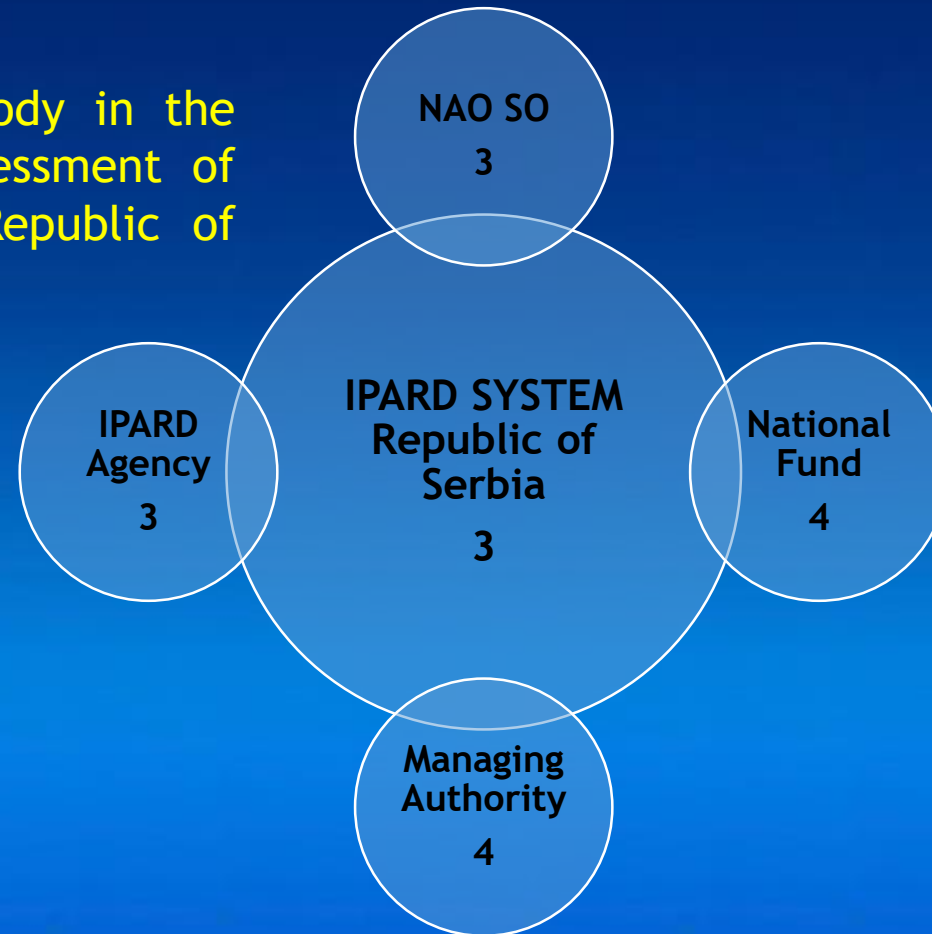 ody in the
essment of
Republic of
NAO SO
3
IPARD
Agency
3
IPARD SYSTEM
Republic of
Serbia
3
National
Fund
4
Managing
Authority
4